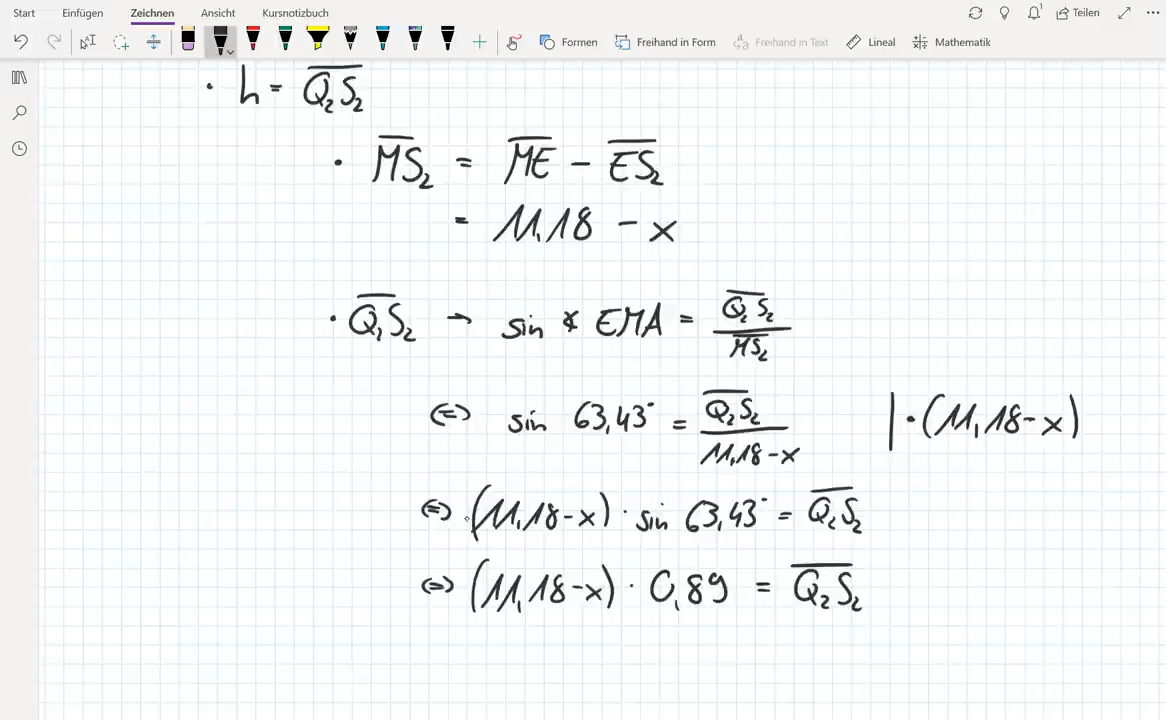 Start Einfügen Zeichnen Ansicht Kursnotizbuch Teilen
Formen Freihand in Form Freihand in Text Lineal Mathematik
· h = Q₂S₂
· MS₂ = ME - ES₂
= 11,18 - x
· Q₁S₂ → sin ∢ EMA = Q₂S₂ / MS₂
⇔ sin 63,43° = Q₂S₂ / 11,18-x | ·(11,18-x)
⇔ (11,18-x) · sin 63,43° = Q₂S₂
⇔ (11,18-x) · 0,89 = Q₂S₂